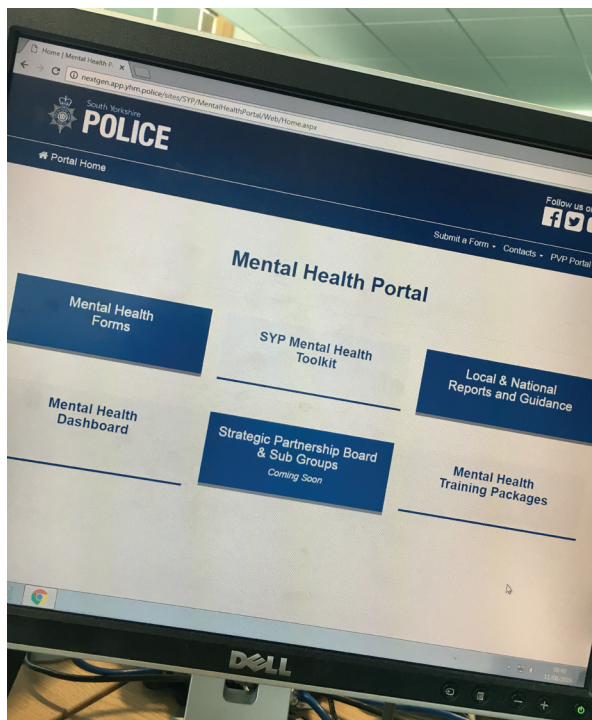 Home | Mental Health P
nextgen.app.yhm.police/sites/SYP/MentalHealthPortal/Web/Home.aspx
South Yorkshire
POLICE
Portal Home
Follow us o
Submit a Form
Contacts
PVP Portal
Mental Health Portal
Mental Health
Forms
SYP Mental Health
Toolkit
Local & National
Reports and Guidance
Mental Health
Dashboard
Strategic Partnership Board
& Sub Groups
Coming Soon
Mental Health
Training Packages
DELL